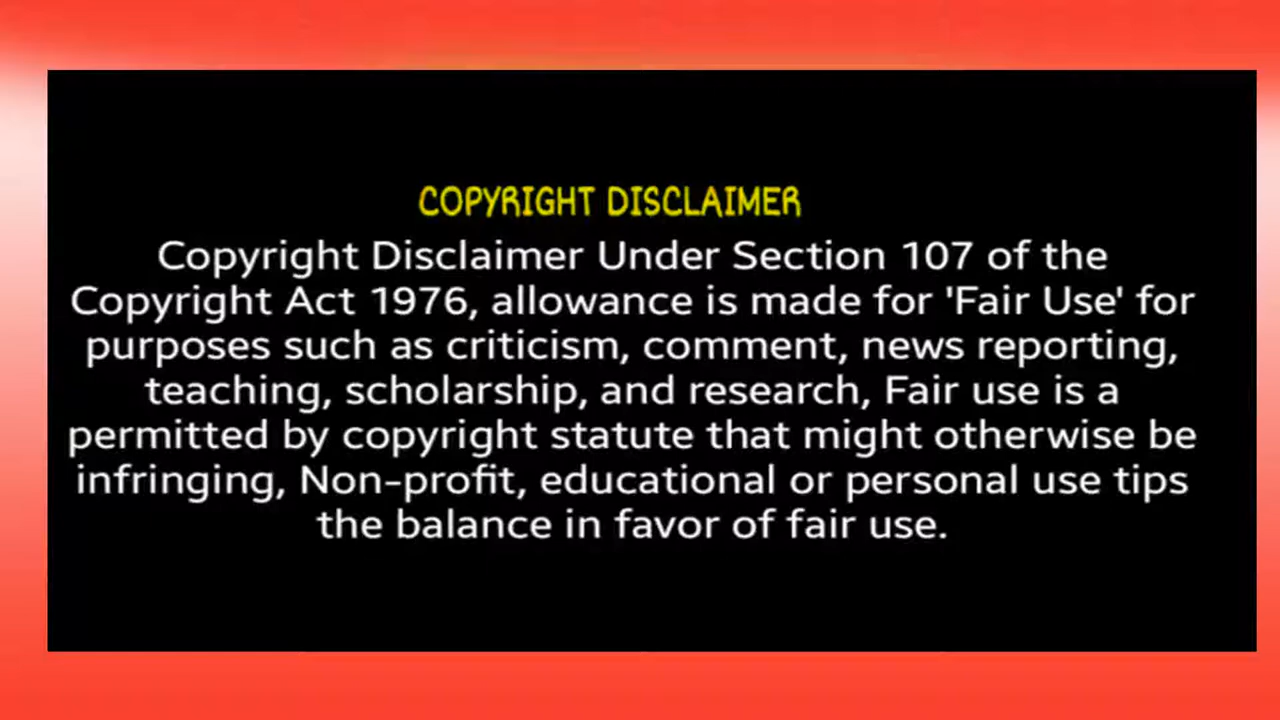 COPYRIGHT DISCLAIMER
Copyright Disclaimer Under Section 107 of the
Copyright Act 1976, allowance is made for 'Fair Use' for
purposes such as criticism, comment, news reporting,
teaching, scholarship, and research, Fair use is a
permitted by copyright statute that might otherwise be
infringing, Non-profit, educational or personal use tips
the balance in favor of fair use.